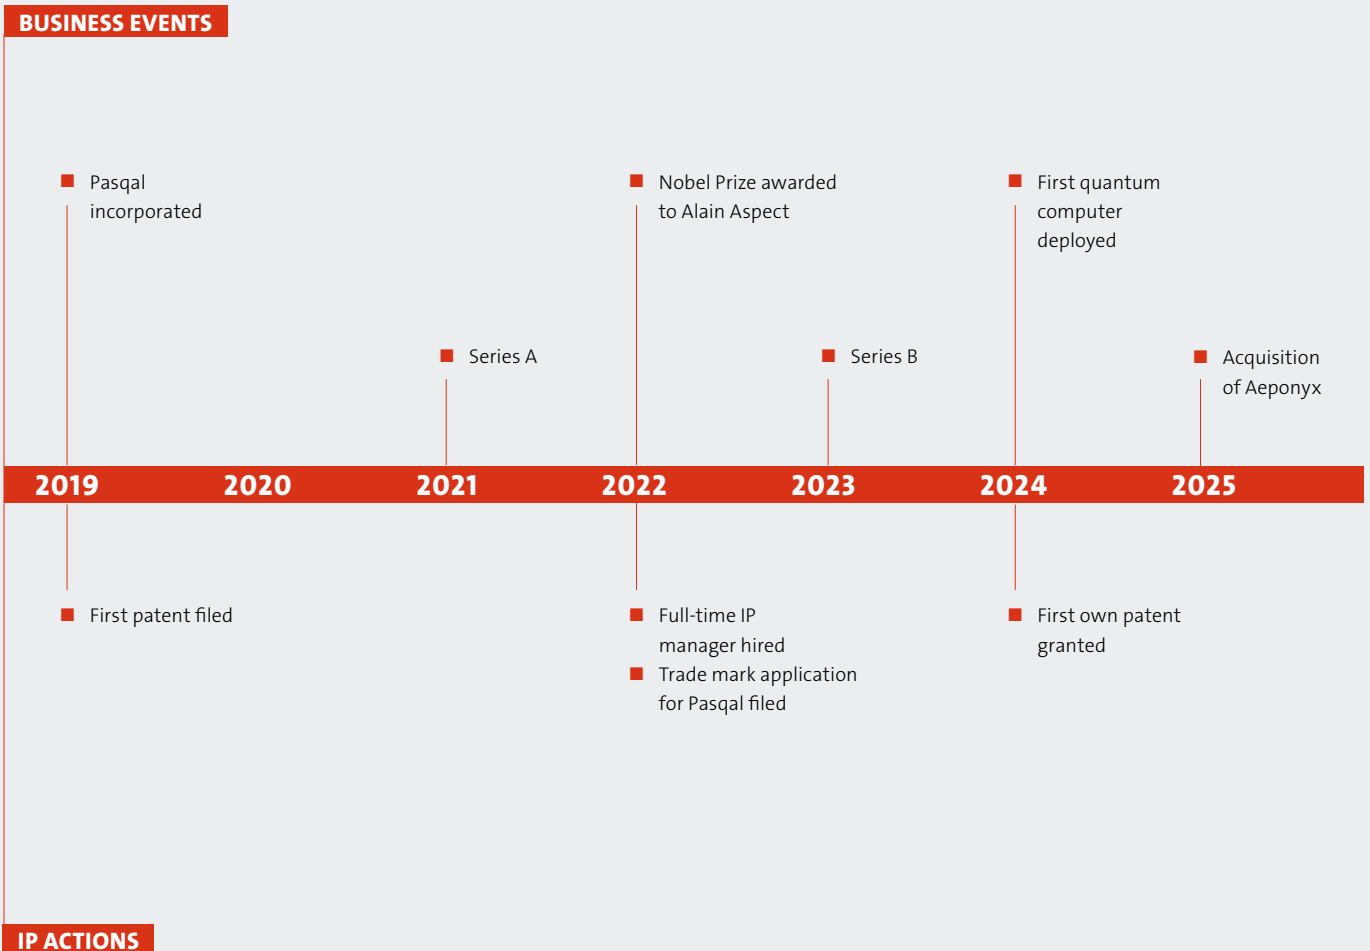 BUSINESS EVENTS
Pasqal
incorporated
Nobel Prize awarded
to Alain Aspect
First quantum
computer
deployed
Series A
Series B
Acquisition
of Aeponyx
2019 2020 2021 2022 2023 2024 2025
First patent filed
Full-time IP
manager hired
Trade mark application
for Pasqal filed
First own patent
granted
IP ACTIONS